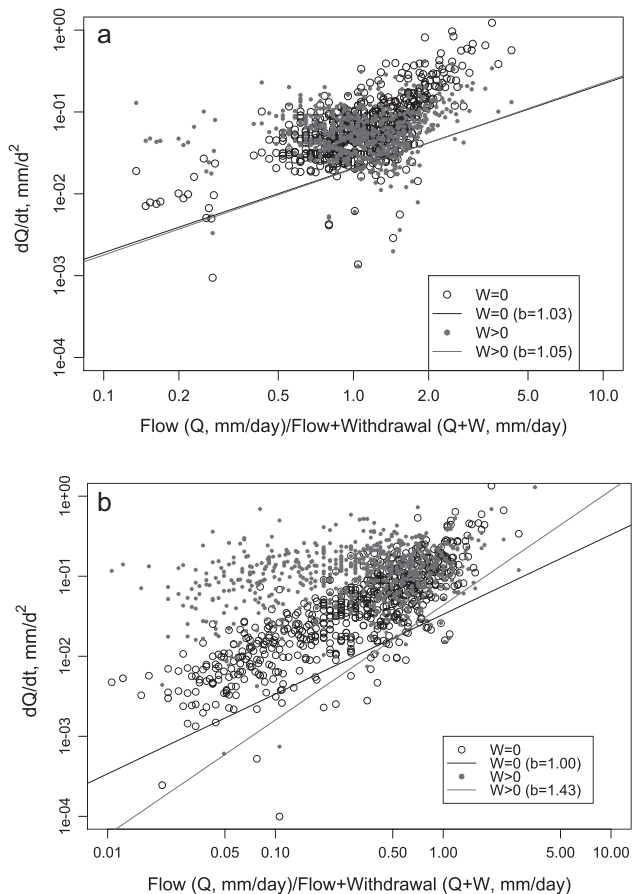 a
dQ/dt, mm/d²
1e+00
1e-01
1e-02
1e-03
1e-04
W=0
W=0 (b=1.03)
W>0
W>0 (b=1.05)
0.1 0.2 0.5 1.0 2.0 5.0 10.0
Flow (Q, mm/day)/Flow+Withdrawal (Q+W, mm/day)
b
dQ/dt, mm/d²
1e+00
1e-01
1e-02
1e-03
1e-04
W=0
W=0 (b=1.00)
W>0
W>0 (b=1.43)
0.01 0.05 0.10 0.50 1.00 5.00 10.00
Flow (Q, mm/day)/Flow+Withdrawal (Q+W, mm/day)